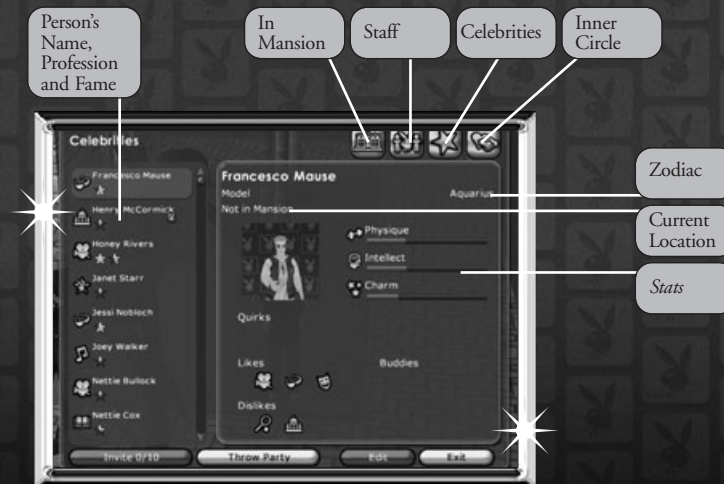 Person's
Name,
Profession
and Fame
In
Mansion
Staff
Celebrities
Inner
Circle
Celebrities
Francesco Mause
Henry McCormick
Honey Rivers
Janet Starr
Jessi Nobloch
Joey Walker
Nettie Bullock
Nettie Cox
Francesco Mause
Model
Aquarius
Not in Mansion
Physique
Intellect
Charm
Quirks
Likes
Buddies
Dislikes
Zodiac
Current
Location
Stats
Invite 0/10
Throw Party
Edit
Exit